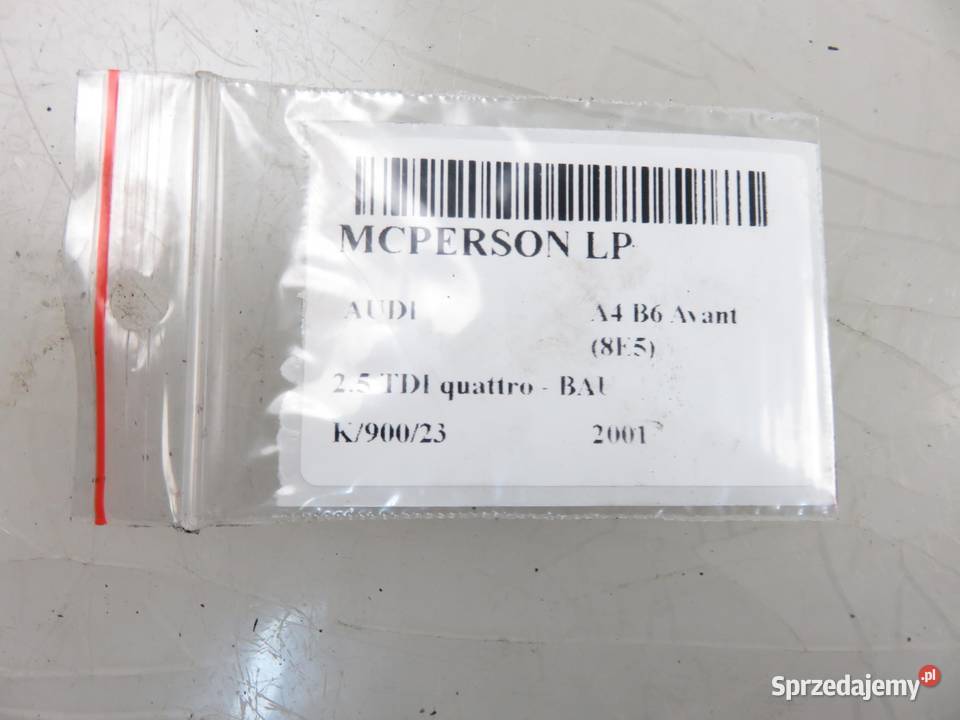 MCPERSON LP
AUDI A4 B6 Avant
(8E5)
2.5 TDI quattro - BAU
K/900/23 2001
Sprzedajemy.pl